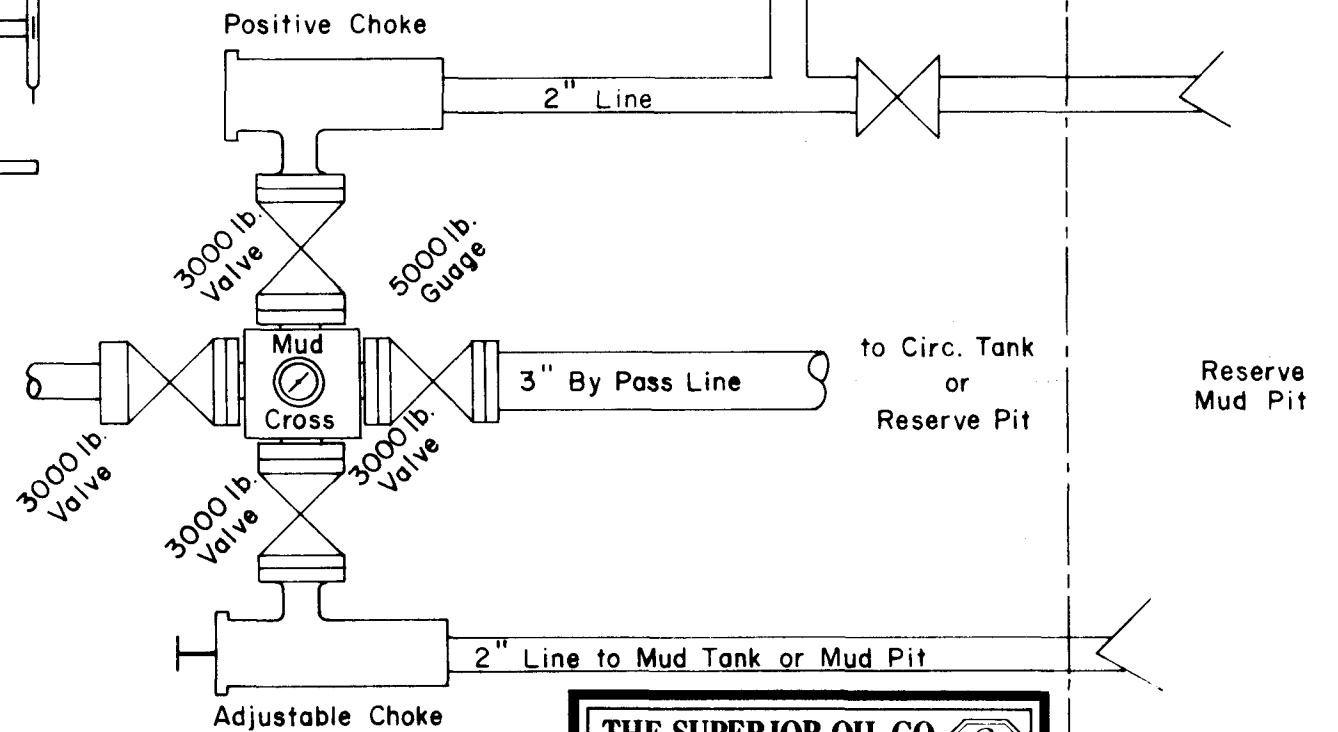 Positive Choke
2" Line
3000 lb.
Valve
5000 lb.
Guage
Mud
Cross
3" By Pass Line
to Circ. Tank
or
Reserve Pit
Reserve
Mud Pit
3000 lb.
Valve
3000 lb.
Valve
3000 lb.
Valve
2" Line to Mud Tank or Mud Pit
Adjustable Choke
THE SUPERIOR OIL CO